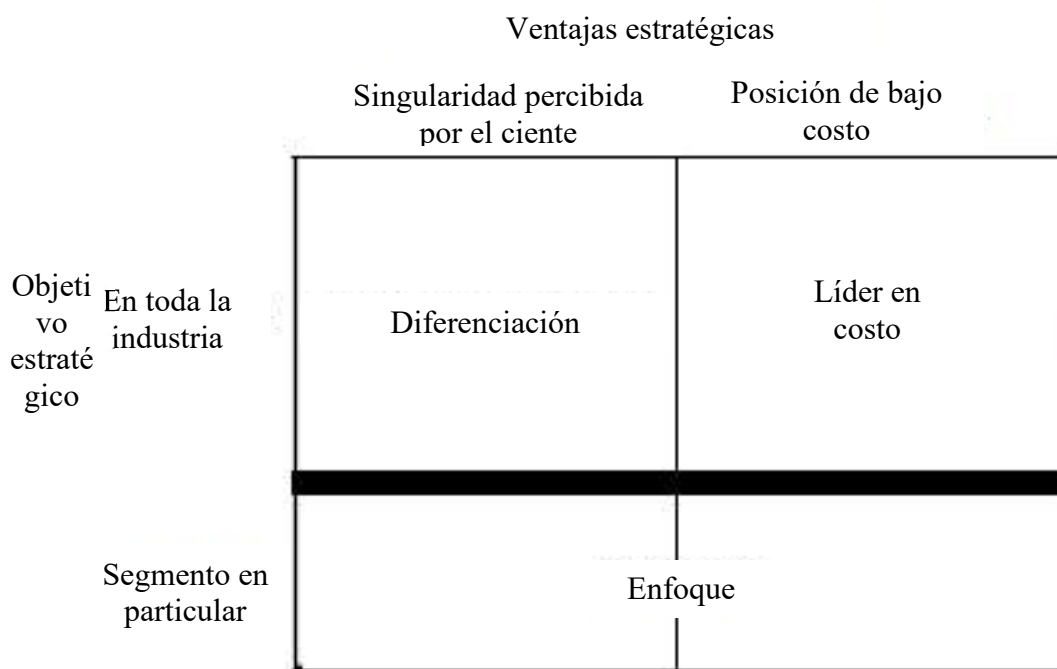 Ventajas estratégicas
Singularidad percibida
por el ciente
Posición de bajo
costo
Objeti
vo
estraté
gico
En toda la
industria
Diferenciación
Líder en
costo
Segmento en
particular
Enfoque